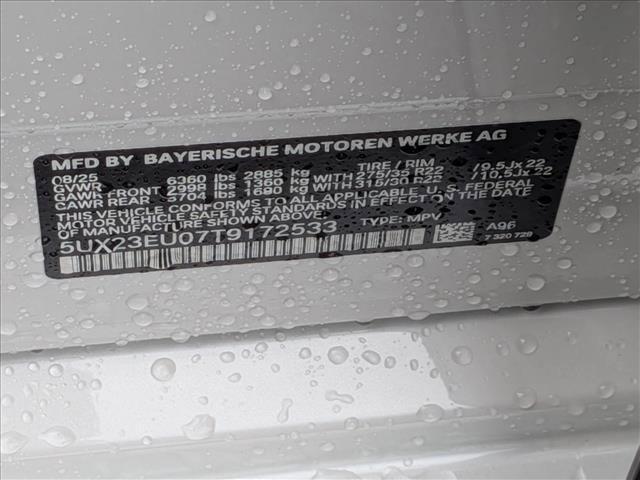 MFD BY BAYERISCHE MOTOREN WERKE AG
08/25 TIRE / RIM
GVWR 6360 lbs 2885 kg
GAWR FRONT 2998 lbs 1360 kg WITH 275/35 R22 /9.5Jx22
GAWR REAR 3704 lbs 1680 kg WITH 315/30 R22 /10.5Jx22
THIS VEHICLE CONFORMS TO ALL APPLICABLE U.S. FEDERAL
MOTOR VEHICLE SAFETY STANDARDS IN EFFECT ON THE DATE OF
MANUFACTURE SHOWN ABOVE.
5UX23EU07T9172533 TYPE: MPV A96
7 320 728